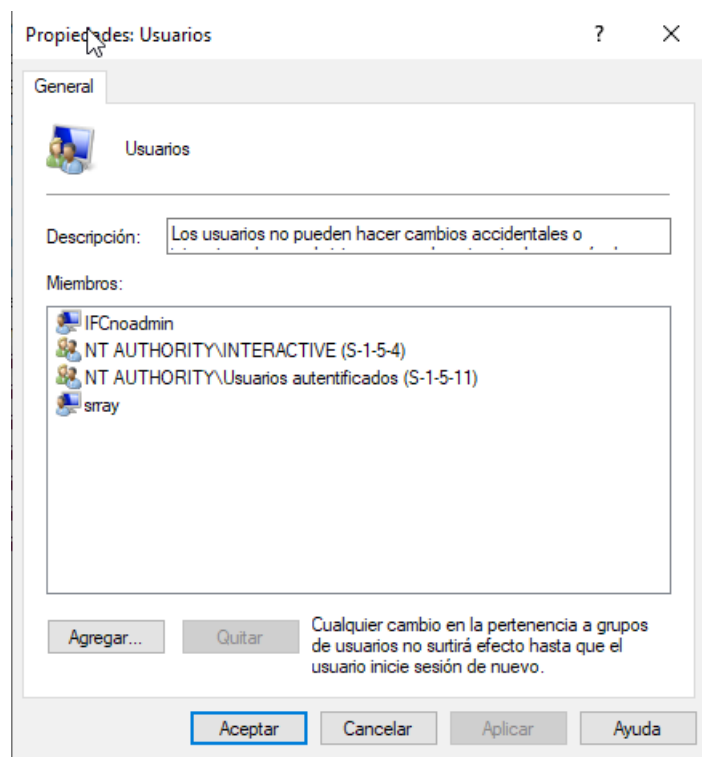 Propiedades: Usuarios
?
General
Usuarios
Descripción:
Los usuarios no pueden hacer cambios accidentales o
Miembros:
IFCnoadmin
NT AUTHORITY\INTERACTIVE (S-1-5-4)
NT AUTHORITY\Usuarios autentificados (S-1-5-11)
srray
Agregar...
Quitar
Cualquier cambio en la pertenencia a grupos
de usuarios no surtirá efecto hasta que el
usuario inicie sesión de nuevo.
Aceptar
Cancelar
Aplicar
Ayuda